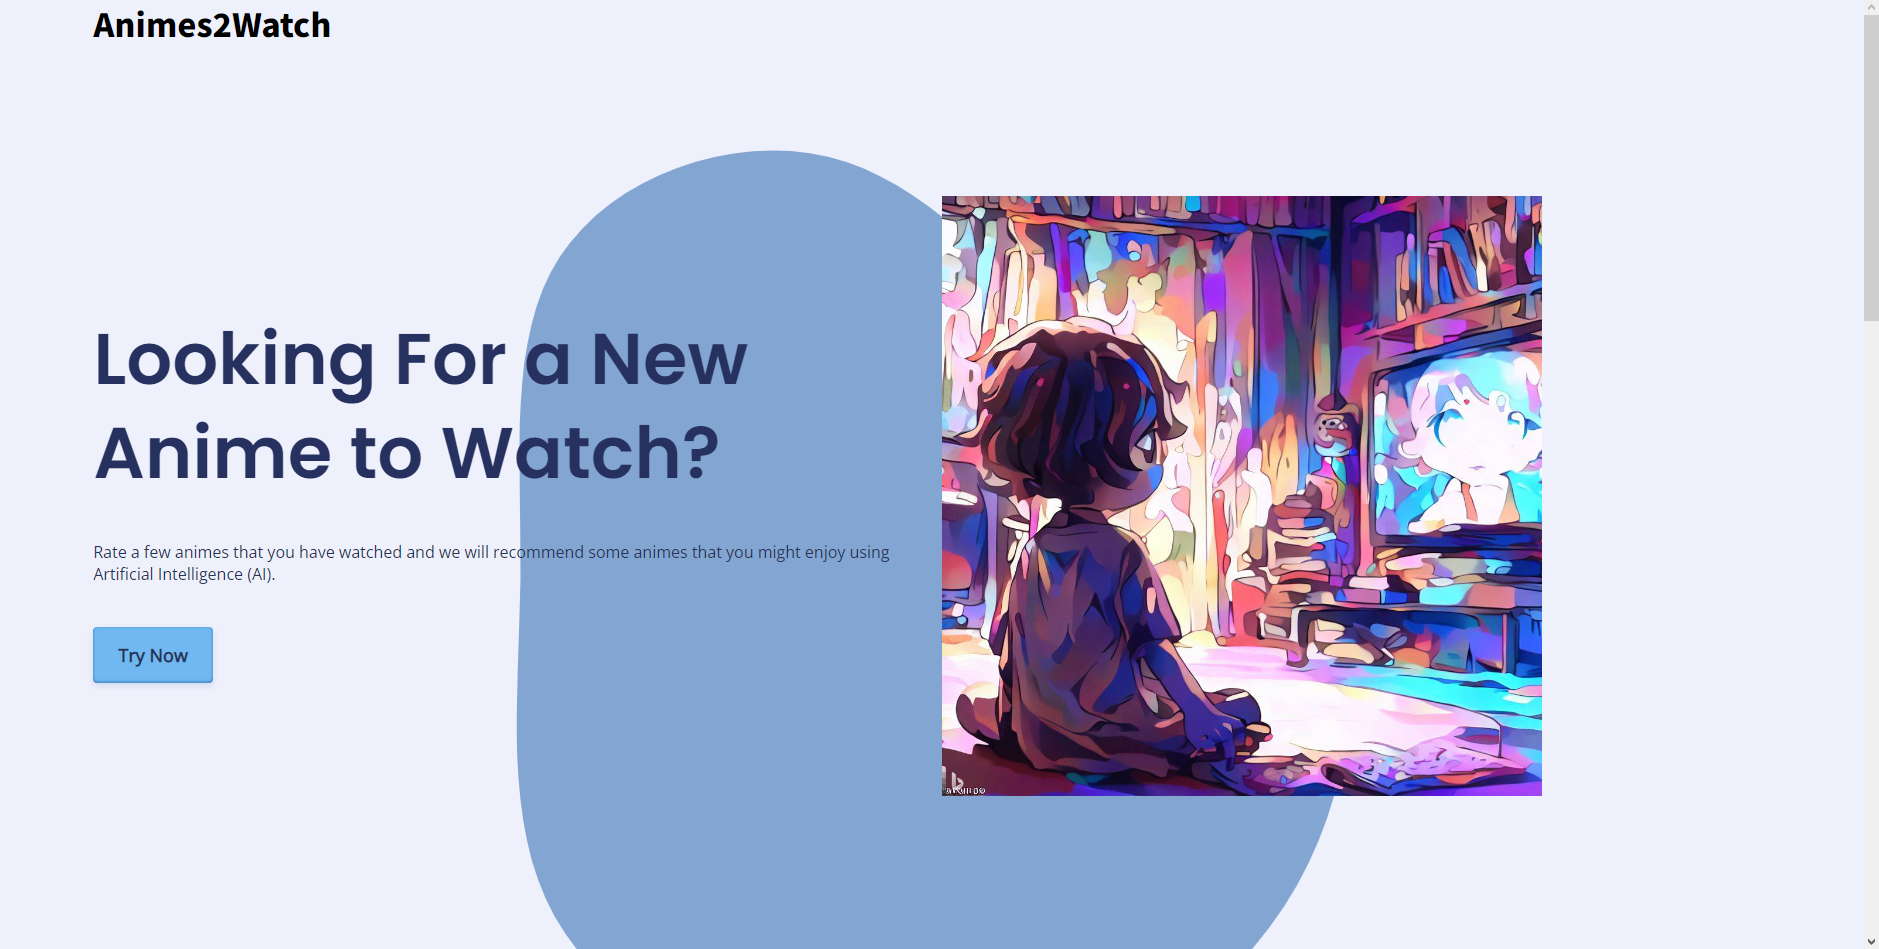 Animes2Watch
Looking For a New
Anime to Watch?
Rate a few animes that you have watched and we will recommend some animes that you might enjoy using
Artificial Intelligence (AI).
Try Now